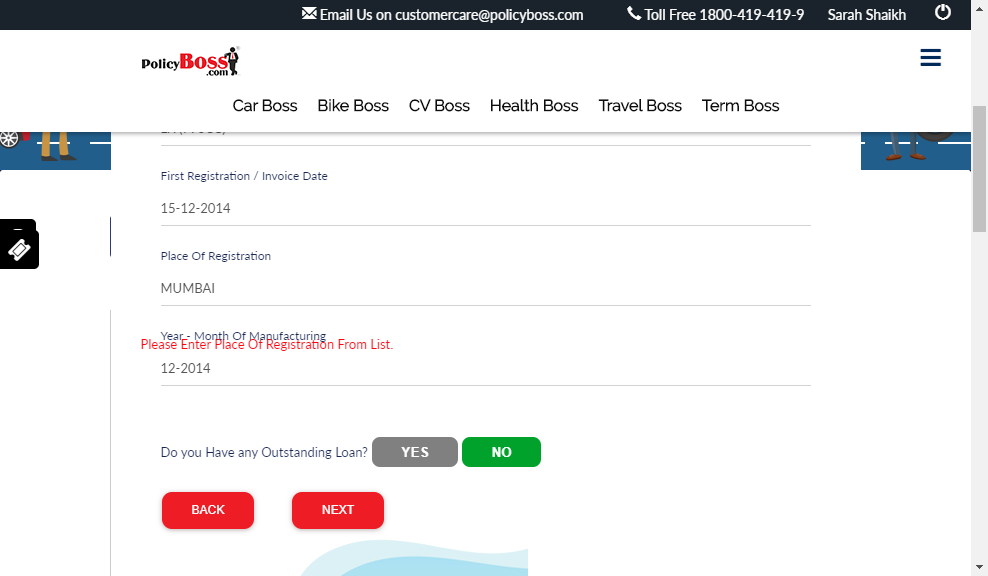 Email Us on customercare@policyboss.com Toll Free 1800-419-419-9 Sarah Shaikh
PolicyBoss.com
Car Boss Bike Boss CV Boss Health Boss Travel Boss Term Boss
First Registration / Invoice Date
15-12-2014
Place Of Registration
MUMBAI
Year - Month Of Manufacturing
Please Enter Place Of Registration From List.
12-2014
Do you Have any Outstanding Loan? YES NO
BACK NEXT